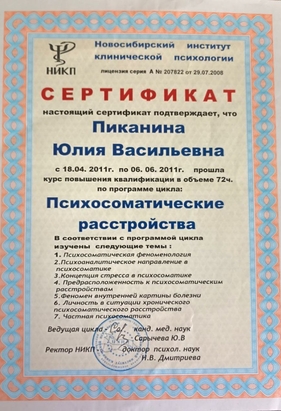 Новосибирский институт
клинической психологии
НИКП
лицензия серия А № 207822 от 29.07.2008
СЕРТИФИКАТ
настоящий сертификат подтверждает, что
Пиканина
Юлия Васильевна
с 18.04. 2011г. по 06. 06. 2011г. прошла
курс повышения квалификации в объеме 72ч.
по программе цикла:
Психосоматические
расстройства
В соответствии с программой цикла
изучены следующие темы :
1. Психосоматическая феноменология
2.Психоаналитическое направление в
психосоматике
3.Концепция стресса в психосоматике
4. Предрасположенность к психосоматическим
расстройствам
5.Феномен внутренней картины болезни
6. Личность в ситуации хронического
психосоматического расстройства
7. Частная психосоматика
Ведущая цикла - канд. мед. наук
Сарычева Ю.В
Ректор НИКП - доктор психол. наук
Н.В. Дмитриева